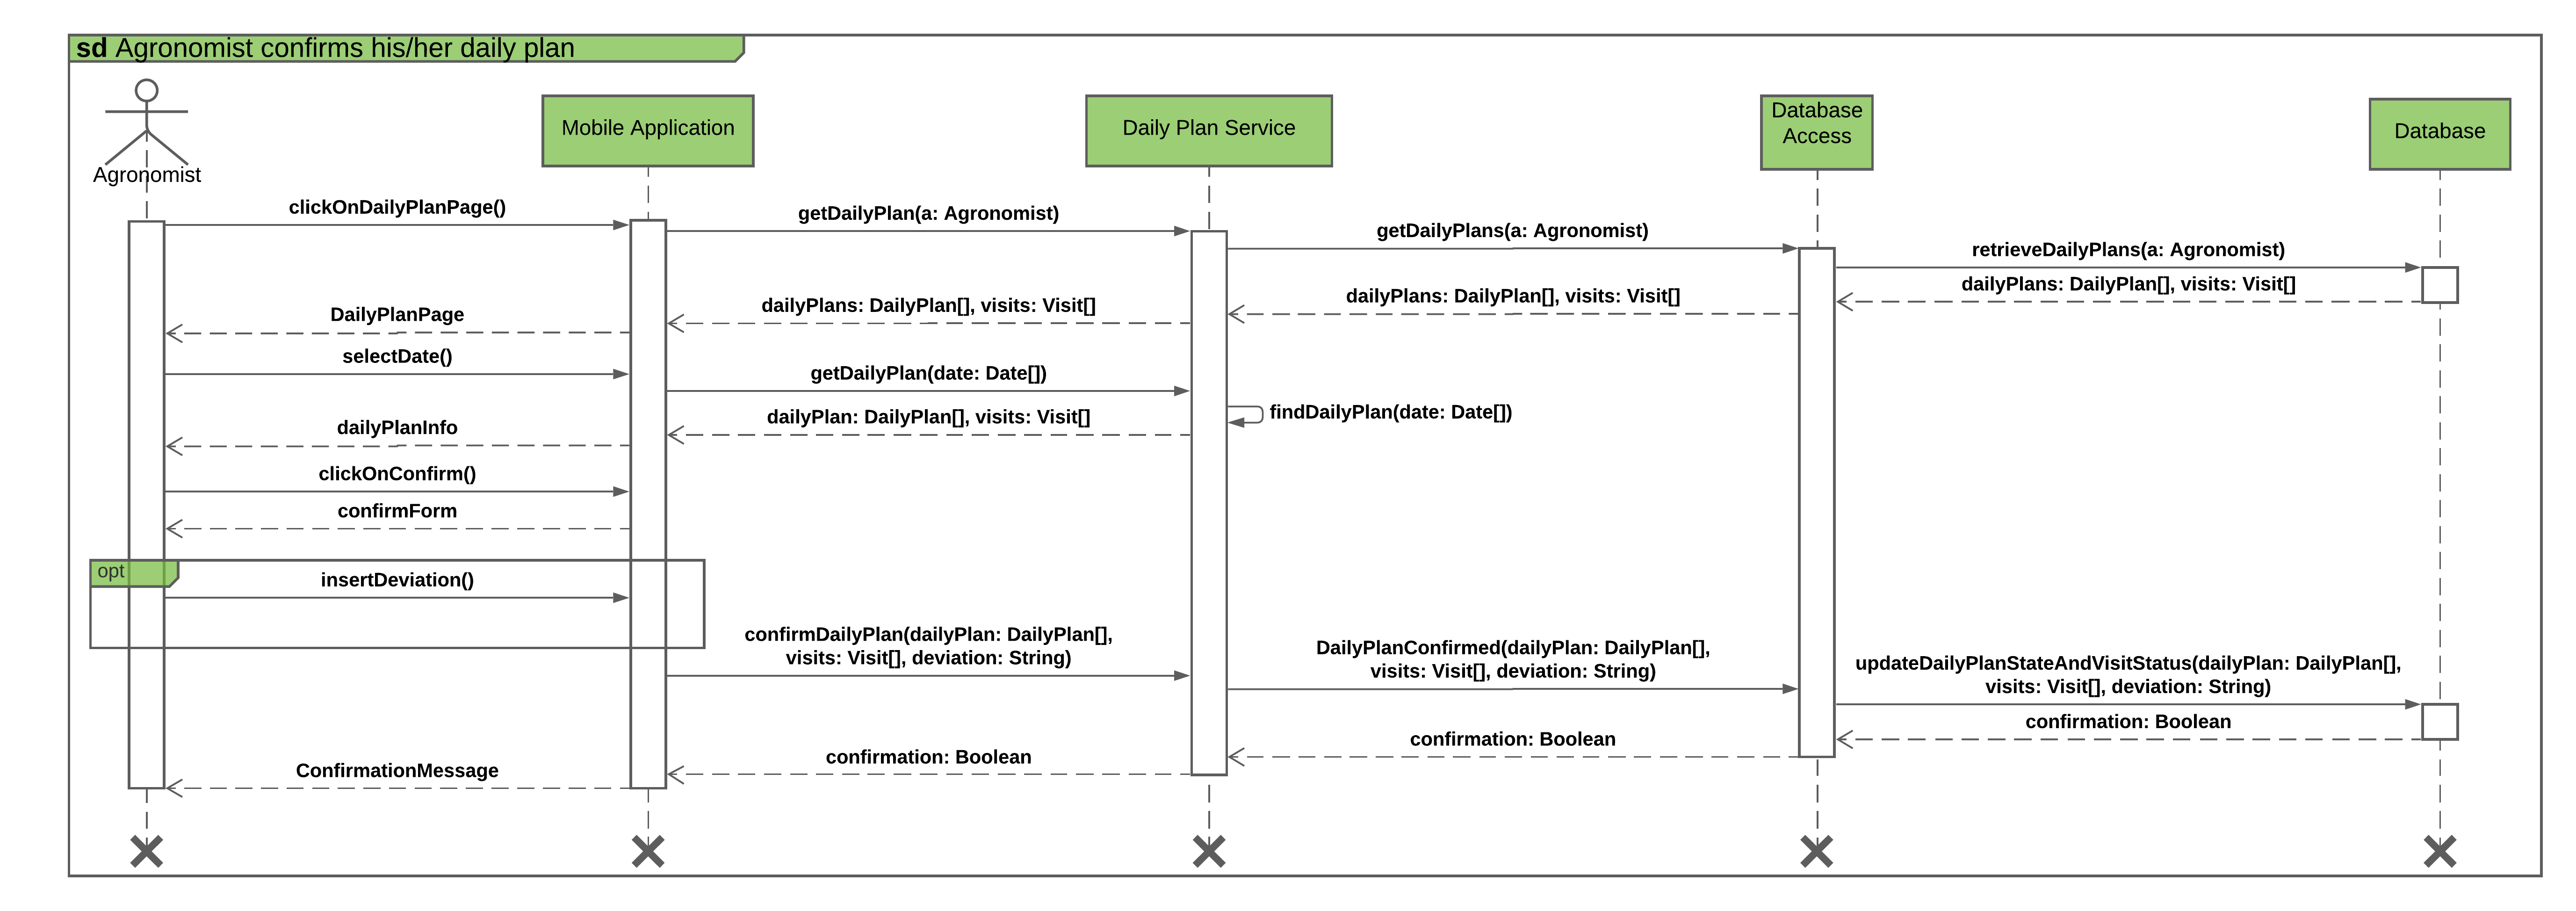 sd Agronomist confirms his/her daily plan
Agronomist
Mobile Application
Daily Plan Service
Database
Access
Database
clickOnDailyPlanPage()
getDailyPlan(a: Agronomist)
getDailyPlans(a: Agronomist)
retrieveDailyPlans(a: Agronomist)
dailyPlans: DailyPlan[], visits: Visit[]
dailyPlans: DailyPlan[], visits: Visit[]
dailyPlans: DailyPlan[], visits: Visit[]
DailyPlanPage
selectDate()
getDailyPlan(date: Date[])
findDailyPlan(date: Date[])
dailyPlan: DailyPlan[], visits: Visit[]
dailyPlanInfo
clickOnConfirm()
confirmForm
opt
insertDeviation()
confirmDailyPlan(dailyPlan: DailyPlan[],
visits: Visit[], deviation: String)
DailyPlanConfirmed(dailyPlan: DailyPlan[],
visits: Visit[], deviation: String)
updateDailyPlanStateAndVisitStatus(dailyPlan: DailyPlan[],
visits: Visit[], deviation: String)
confirmation: Boolean
confirmation: Boolean
confirmation: Boolean
ConfirmationMessage